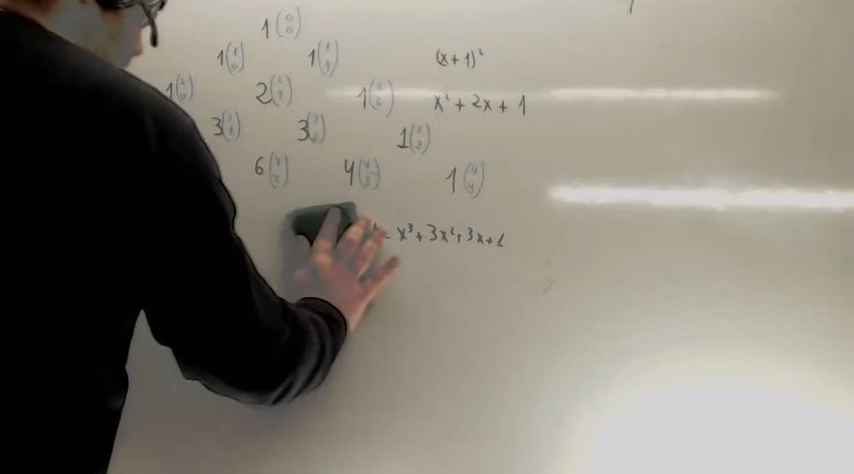 1 (0 0)
1 (1 0) 1 (1 1) (x + 1)²
1 (2 0) 2 (2 1) 1 (2 2) x² + 2x + 1
3 (3 1) 3 1 (3 3)
6 (4 2) 4 (4 3) 1 (4 4)
= x³ + 3x² + 3x + 1